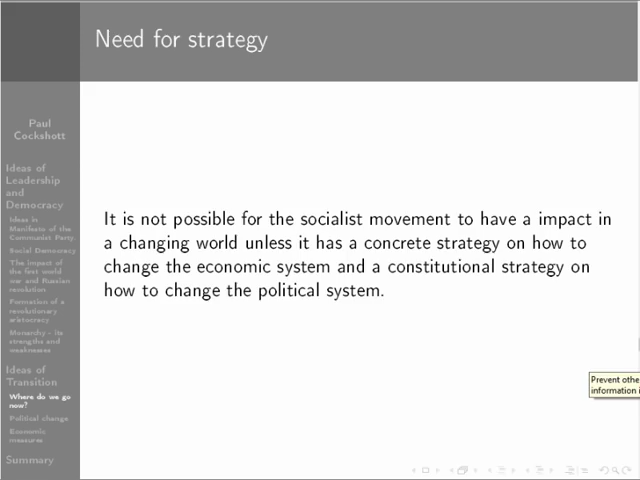 Need for strategy
Paul
Cockshott
Ideas of
Leadership
and
Democracy
Ideas in
Manifesto of the
Communist Party
Social Democracy
The impact of
the first world
war and Russian
revolution
Formation of a
revolutionary
aristocracy
Monarchy - its
strengths and
weaknesses
Ideas of
Transition
Where do we go
now?
Political change
Economic
measures
Summary
It is not possible for the socialist movement to have a impact in
a changing world unless it has a concrete strategy on how to
change the economic system and a constitutional strategy on
how to change the political system.
Prevent othe
information i